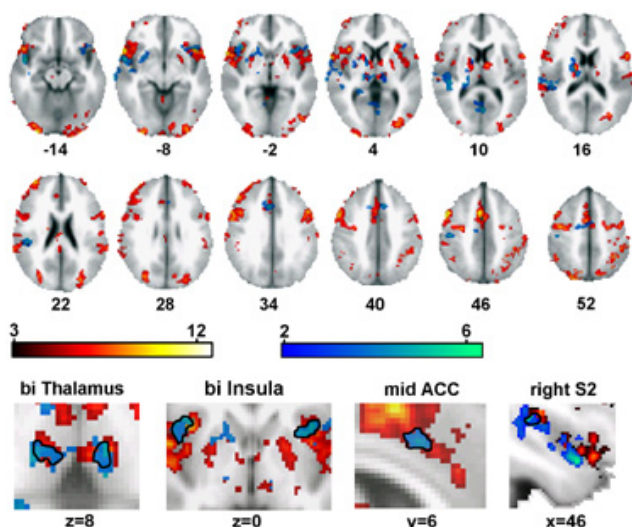 -14 -8 -2 4 10 16
22 28 34 40 46 52
3 12 2 6
bi Thalamus bi Insula mid ACC right S2
z=8 z=0 y=6 x=46